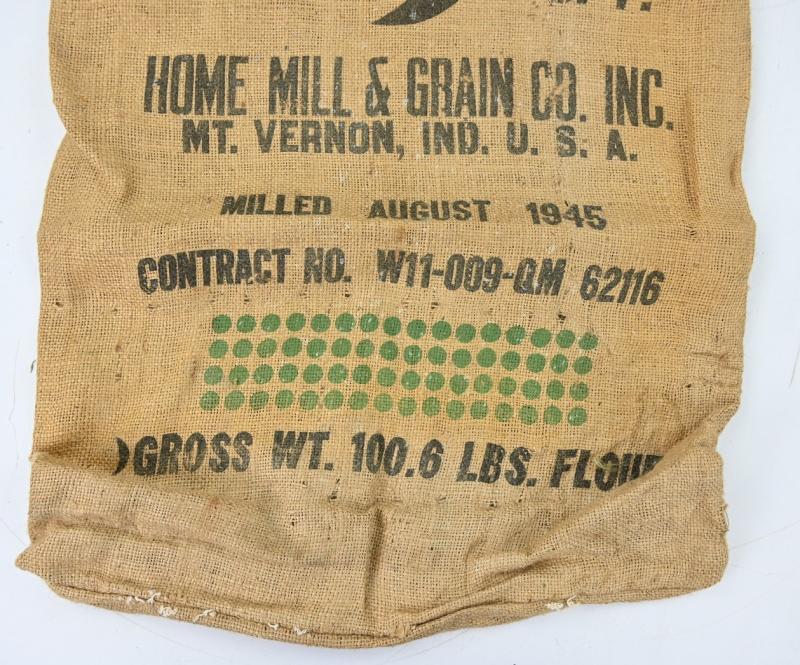 HOME MILL & GRAIN CO. INC.
MT. VERNON, IND. U. S. A.
MILLED AUGUST 1945
CONTRACT NO. W11-009-QM 62116
GROSS WT. 100.6 LBS. FLOUR